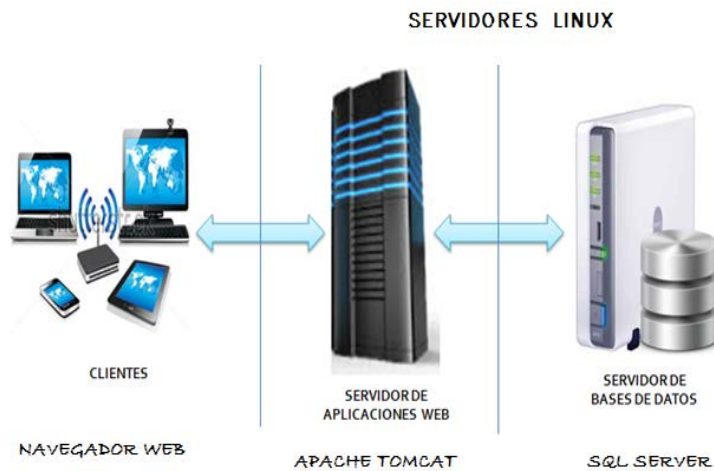 SERVIDORES LINUX
CLIENTES
SERVIDOR DE
APLICACIONES WEB
SERVIDOR DE
BASES DE DATOS
NAVEGADOR WEB
APACHE TOMCAT
SQL SERVER